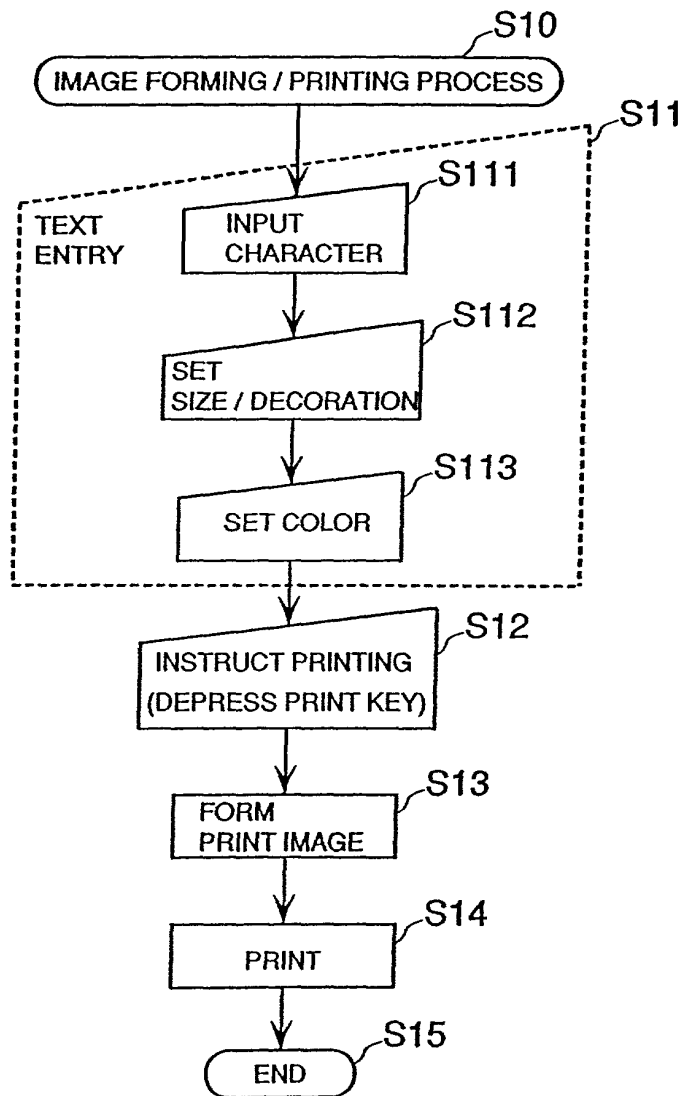 S10
IMAGE FORMING / PRINTING PROCESS
S11
TEXT
ENTRY
S111
INPUT
CHARACTER
S112
SET
SIZE / DECORATION
S113
SET COLOR
S12
INSTRUCT PRINTING
(DEPRESS PRINT KEY)
S13
FORM
PRINT IMAGE
S14
PRINT
S15
END